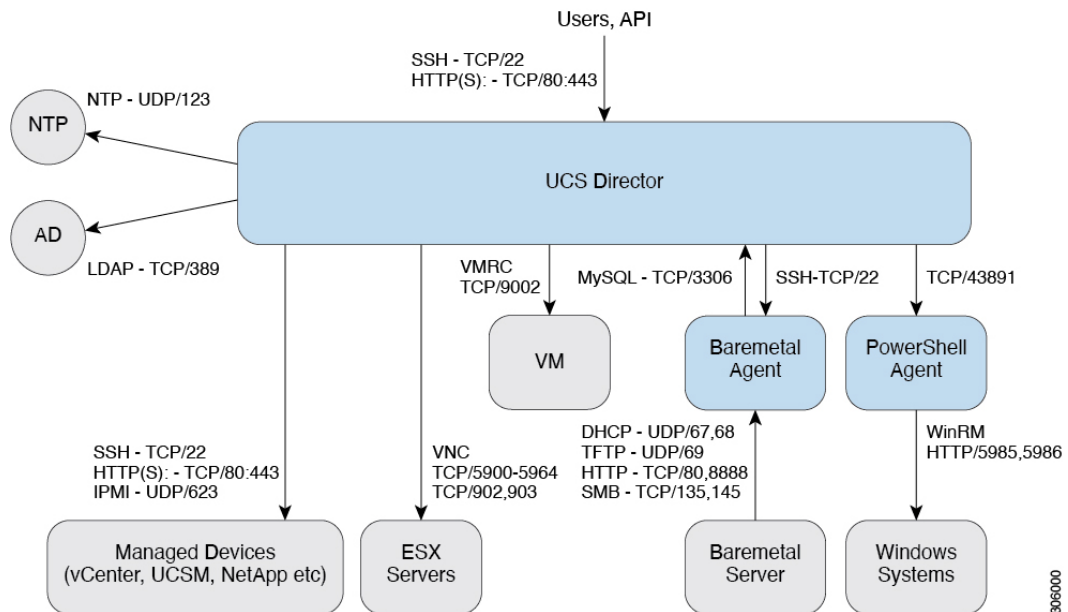 Users, API
SSH - TCP/22
HTTP(S): - TCP/80:443
NTP - UDP/123
NTP
UCS Director
AD
LDAP - TCP/389
VMRC
TCP/9002
MySQL - TCP/3306
SSH-TCP/22
TCP/43891
VM
Baremetal
Agent
PowerShell
Agent
SSH - TCP/22
HTTP(S): - TCP/80:443
IPMI - UDP/623
VNC
TCP/5900-5964
TCP/902,903
DHCP - UDP/67,68
TFTP - UDP/69
HTTP - TCP/80,8888
SMB - TCP/135,145
WinRM
HTTP/5985,5986
Managed Devices
(vCenter, UCSM, NetApp etc)
ESX
Servers
Baremetal
Server
Windows
Systems
306000